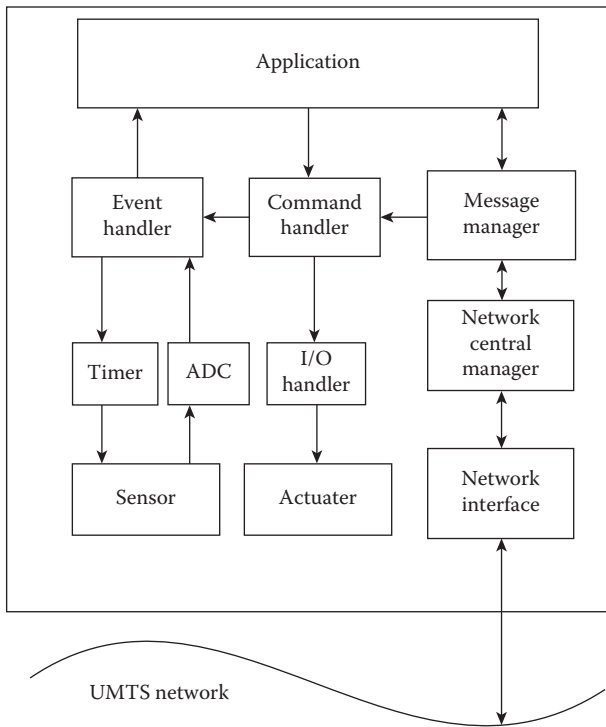 Application
Event
handler
Command
handler
Message
manager
Timer
ADC
I/O
handler
Network
central
manager
Sensor
Actuater
Network
interface
UMTS network